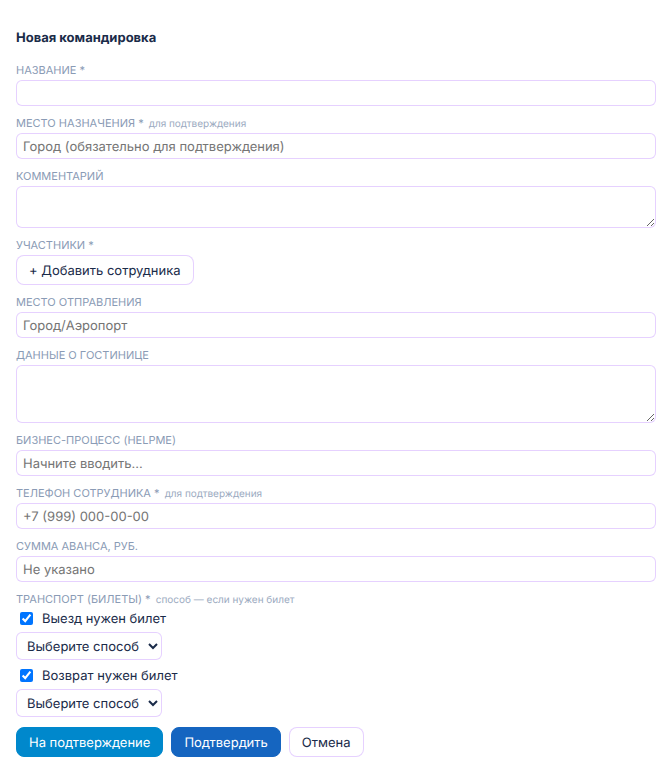 Новая командировка
НАЗВАНИЕ *
МЕСТО НАЗНАЧЕНИЯ * для подтверждения
Город (обязательно для подтверждения)
КОММЕНТАРИЙ
УЧАСТНИКИ *
+ Добавить сотрудника
МЕСТО ОТПРАВЛЕНИЯ
Город/Аэропорт
ДАННЫЕ О ГОСТИНИЦЕ
БИЗНЕС-ПРОЦЕСС (HELPME)
Начните вводить...
ТЕЛЕФОН СОТРУДНИКА * для подтверждения
+7 (999) 000-00-00
СУММА АВАНСА, РУБ.
Не указано
ТРАНСПОРТ (БИЛЕТЫ) * способ — если нужен билет
Выезд нужен билет
Выберите способ
Возврат нужен билет
Выберите способ
На подтверждение Подтвердить Отмена